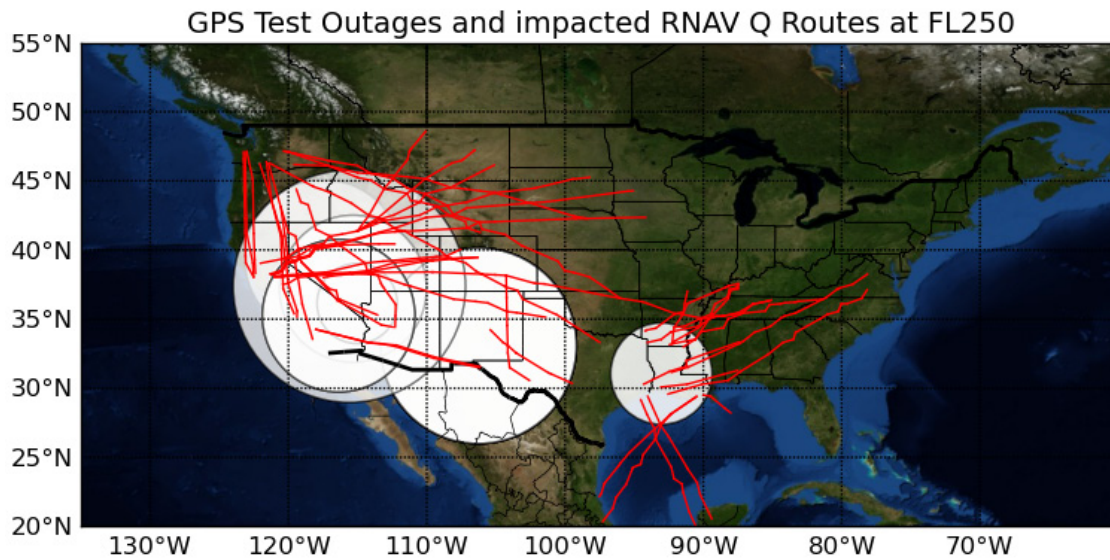 GPS Test Outages and impacted RNAV Q Routes at FL250
55°N
50°N
45°N
40°N
35°N
30°N
25°N
20°N
130°W 120°W 110°W 100°W 90°W 80°W 70°W